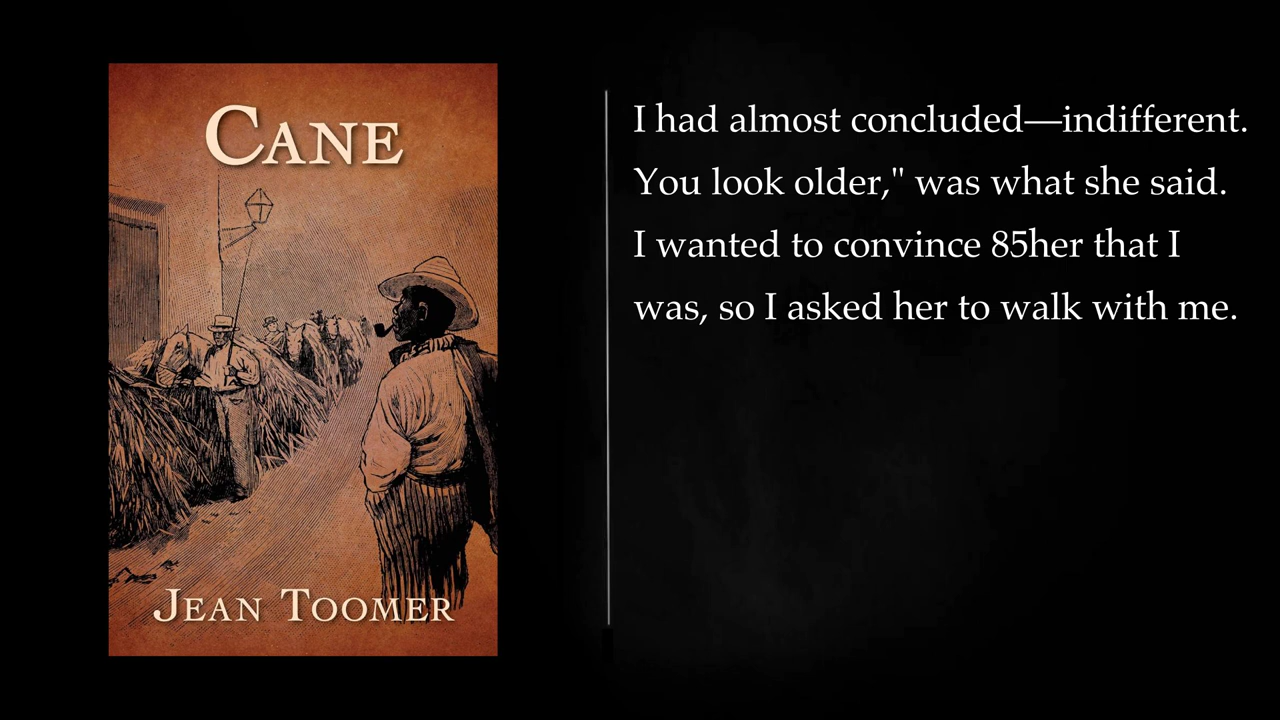 CANE
JEAN TOOMER
I had almost concluded—indifferent.
You look older," was what she said.
I wanted to convince 85her that I
was, so I asked her to walk with me.